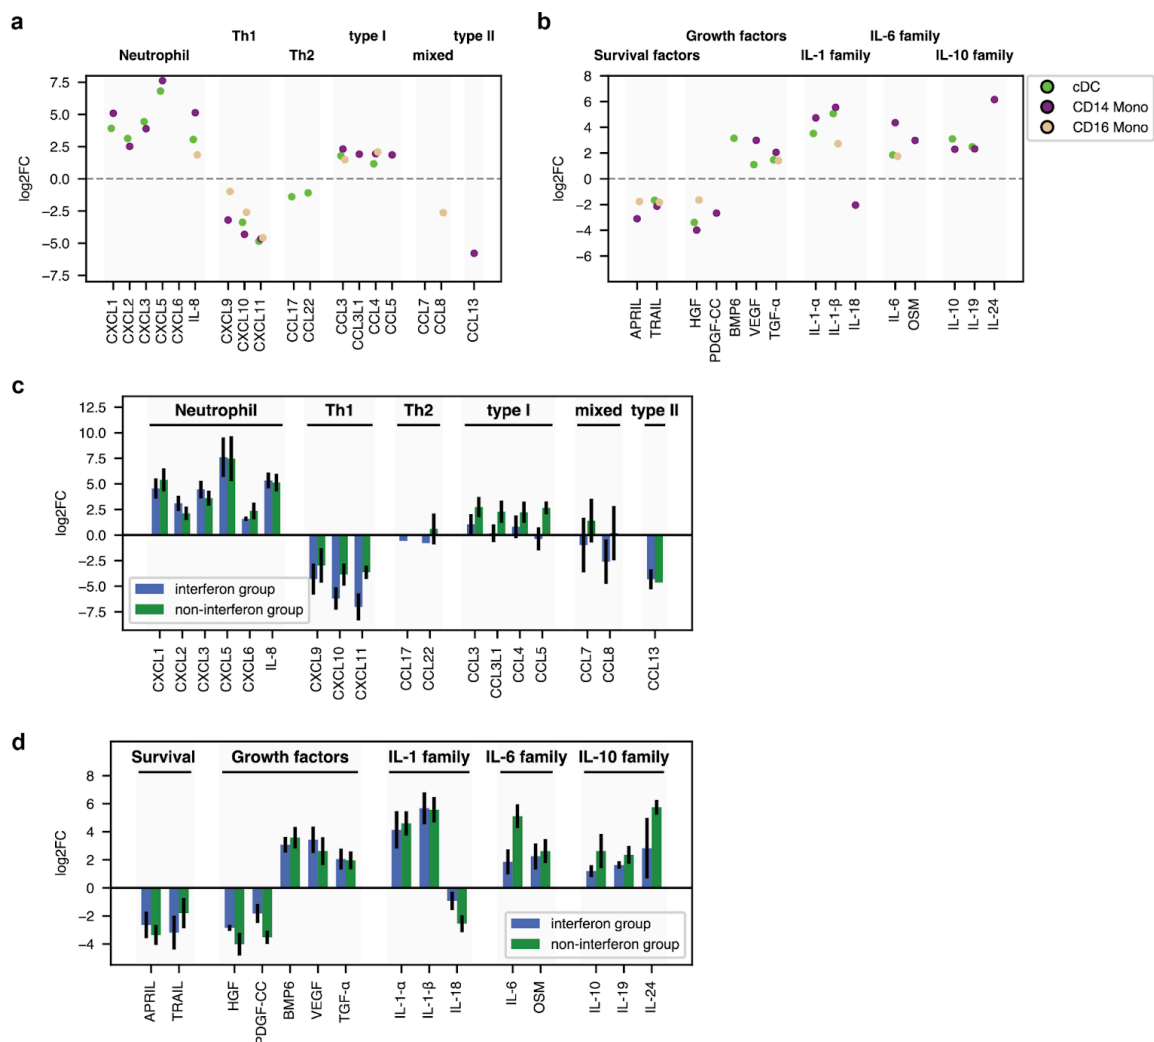 a
Th1 type I type II
Neutrophil Th2 mixed
7.5
5.0
2.5
0.0
−2.5
−5.0
−7.5
log2FC
CXCL1 CXCL2 CXCL3 CXCL5 CXCL6 IL-8 CXCL9 CXCL10 CXCL11 CCL17 CCL22 CCL3 CCL3L1 CCL4 CCL5 CCL7 CCL8 CCL13
b
Growth factors IL-6 family
Survival factors IL-1 family IL-10 family
8
6
4
2
0
−2
−4
−6
log2FC
APRIL TRAIL HGF PDGF-CC BMP6 VEGF TGF-α IL-1-α IL-1-β IL-18 IL-6 OSM IL-10 IL-19 IL-24
cDC
CD14 Mono
CD16 Mono
c
Neutrophil Th1 Th2 type I mixed type II
12.5
10.0
7.5
5.0
2.5
0.0
−2.5
−5.0
−7.5
log2FC
interferon group
non-interferon group
CXCL1 CXCL2 CXCL3 CXCL5 CXCL6 IL-8 CXCL9 CXCL10 CXCL11 CCL17 CCL22 CCL3 CCL3L1 CCL4 CCL5 CCL7 CCL8 CCL13
d
Survival Growth factors IL-1 family IL-6 family IL-10 family
8
6
4
2
0
−2
−4
log2FC
interferon group
non-interferon group
APRIL TRAIL HGF PDGF-CC BMP6 VEGF TGF-α IL-1-α IL-1-β IL-18 IL-6 OSM IL-10 IL-19 IL-24